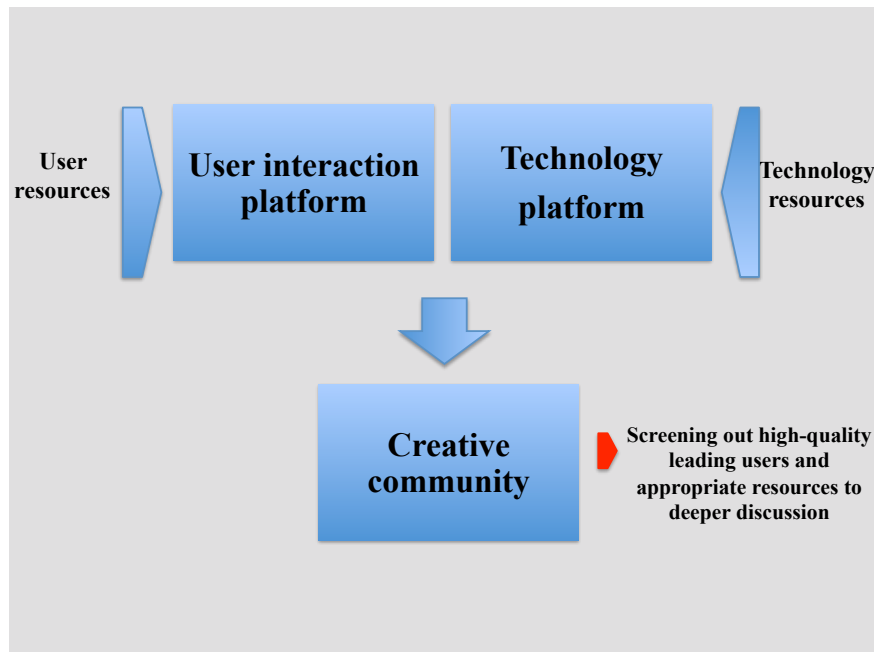 User
resources
User interaction
platform
Technology
platform
Technology
resources
Creative
community
Screening out high-quality
leading users and
appropriate resources to
deeper discussion